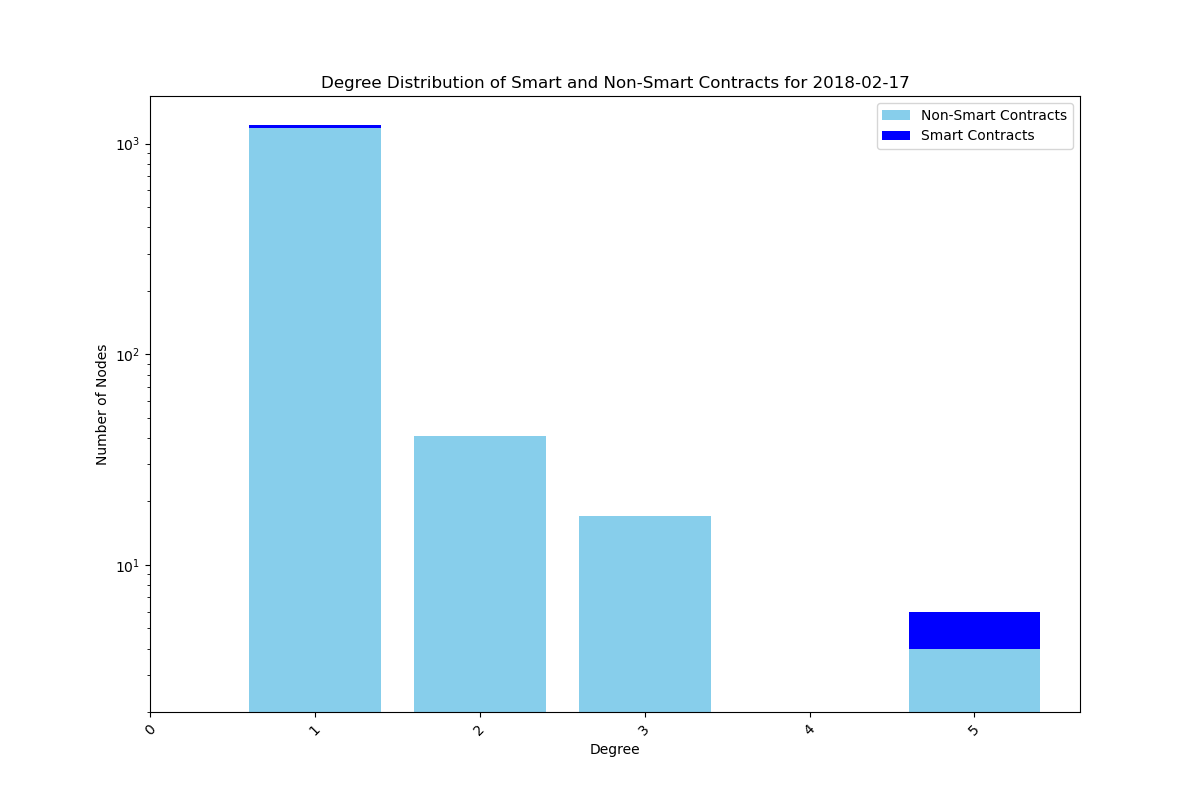 Degree Distribution of Smart and Non-Smart Contracts for 2018-02-17
Non-Smart Contracts
Smart Contracts
10³
10²
10¹
Number of Nodes
0 1 2 3 4 5
Degree